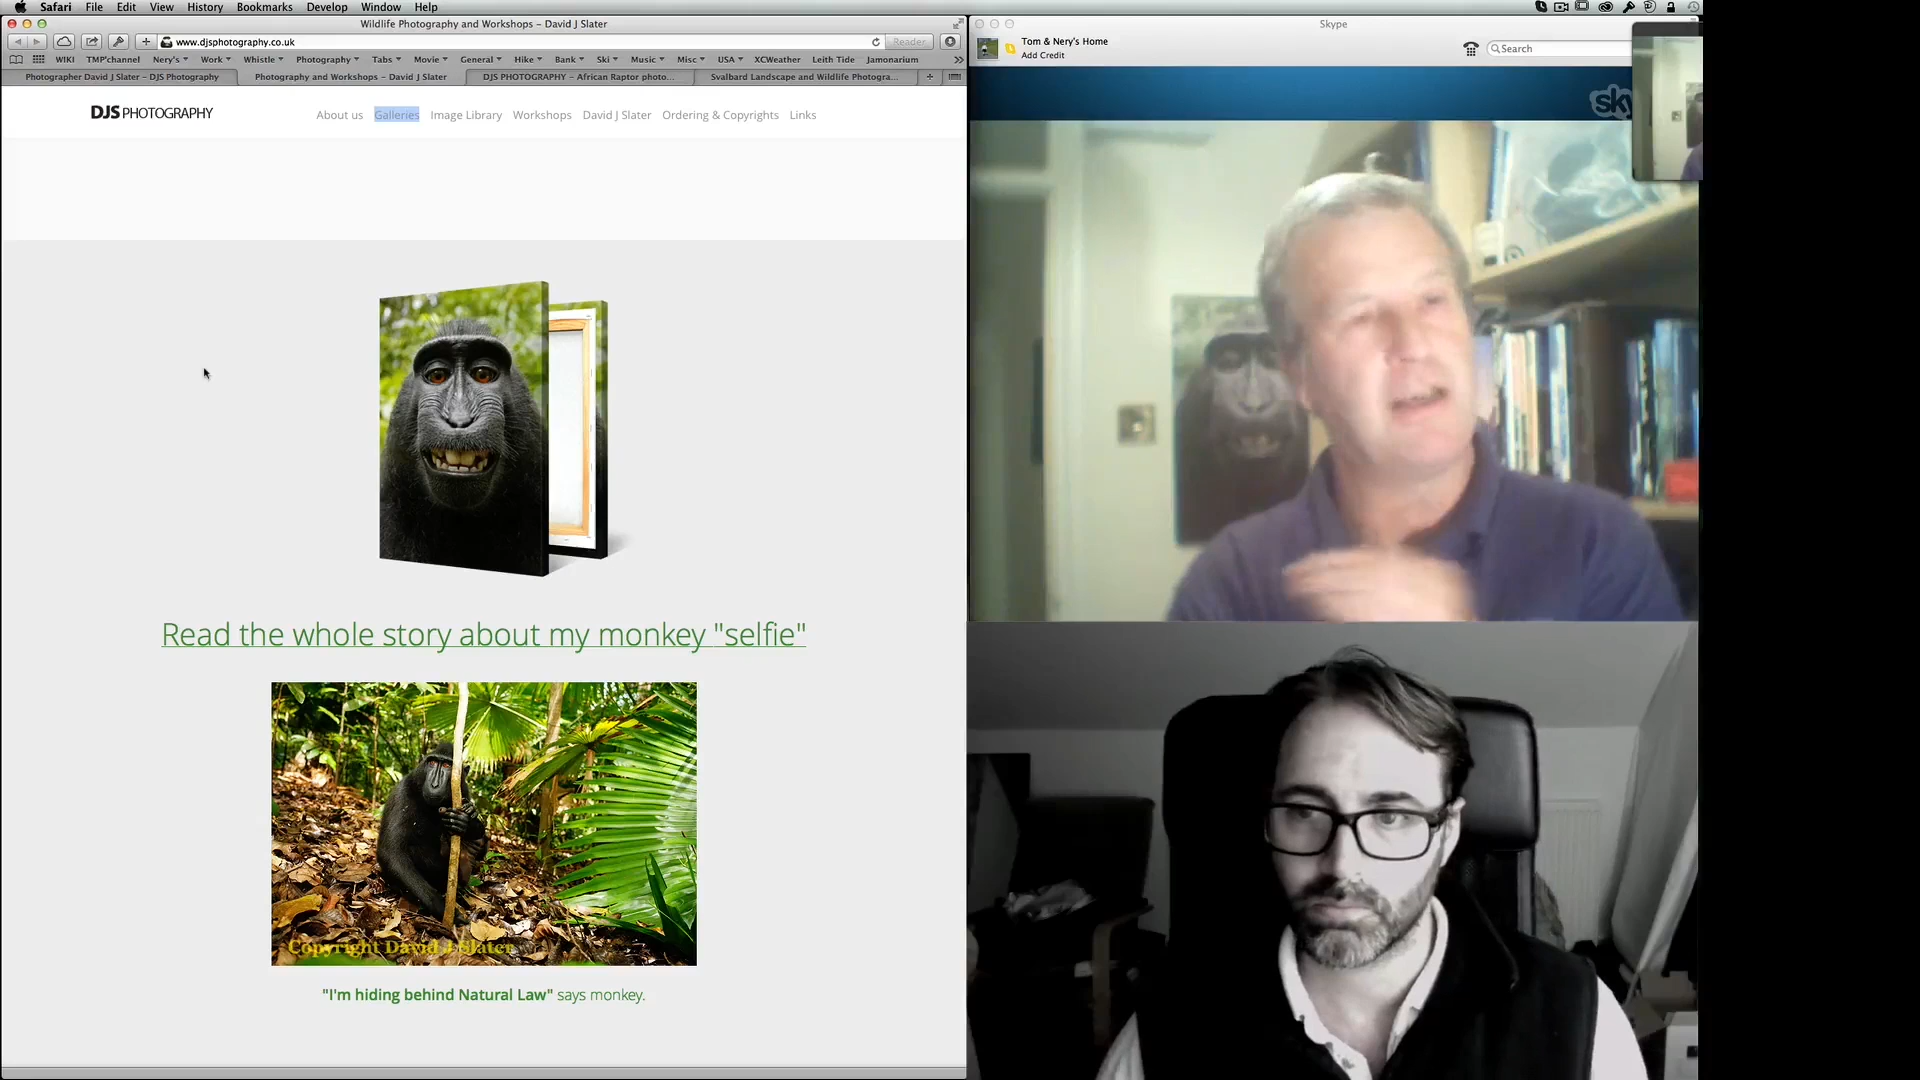 Safari File Edit View History Bookmarks Develop Window Help
Wildlife Photography and Workshops – David J Slater
www.djsphotography.co.uk
Reader
WIKI TMP'channel Nery's Work Whistle Photography Tabs Movie General Hike Bank Ski Music Misc USA XCWeather Leith Tide Jamonarium
Photographer David J Slater – DJS Photography
Photography and Workshops – David J Slater
DJS PHOTOGRAPHY – African Raptor photo...
Svalbard Landscape and Wildlife Photogra...
DJS PHOTOGRAPHY
About us Galleries Image Library Workshops David J Slater Ordering & Copyrights Links
Read the whole story about my monkey "selfie"
Copyright David J Slater
"I'm hiding behind Natural Law" says monkey.
Skype
Tom & Nery's Home
Add Credit
Search
sky